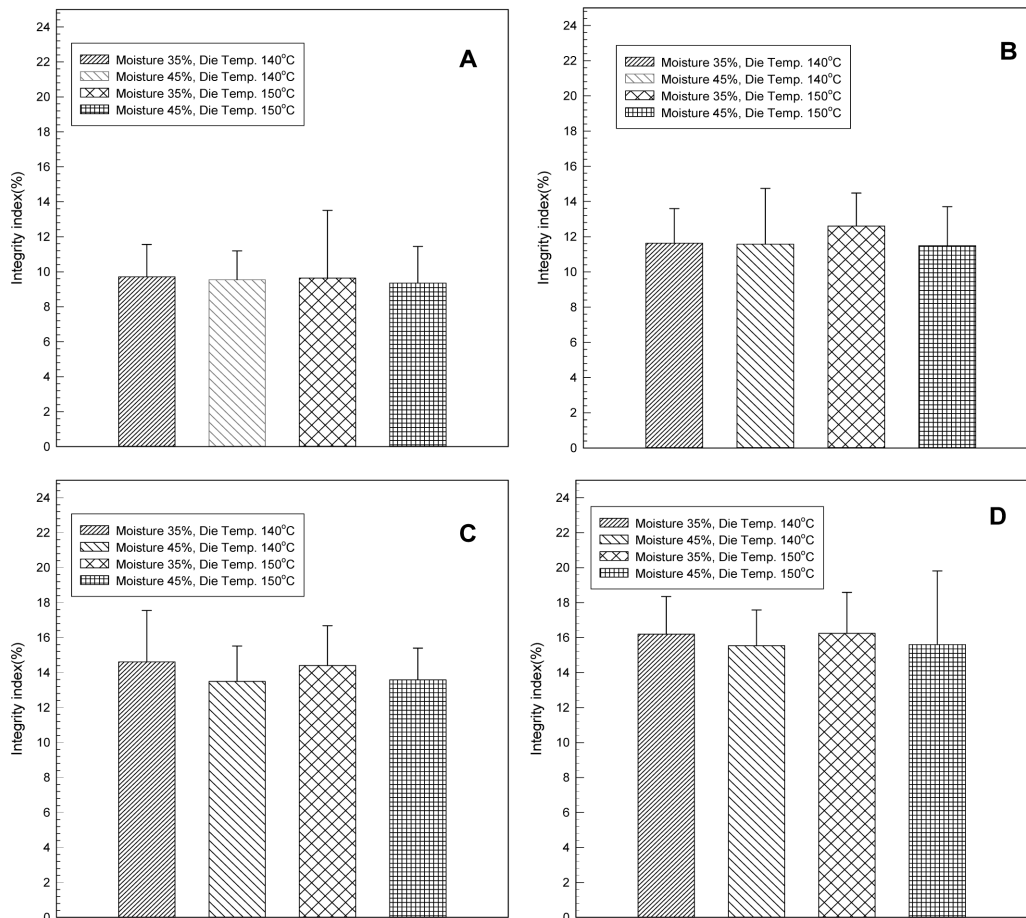 24
22
20
18
16
14
12
10
8
6
4
2
0
Integrity index(%)
Moisture 35%, Die Temp. 140°C
Moisture 45%, Die Temp. 140°C
Moisture 35%, Die Temp. 150°C
Moisture 45%, Die Temp. 150°C
A
24
22
20
18
16
14
12
10
8
6
4
2
0
Integrity index(%)
Moisture 35%, Die Temp. 140°C
Moisture 45%, Die Temp. 140°C
Moisture 35%, Die Temp. 150°C
Moisture 45%, Die Temp. 150°C
B
24
22
20
18
16
14
12
10
8
6
4
2
0
Integrity index(%)
Moisture 35%, Die Temp. 140°C
Moisture 45%, Die Temp. 140°C
Moisture 35%, Die Temp. 150°C
Moisture 45%, Die Temp. 150°C
C
24
22
20
18
16
14
12
10
8
6
4
2
0
Integrity index(%)
Moisture 35%, Die Temp. 140°C
Moisture 45%, Die Temp. 140°C
Moisture 35%, Die Temp. 150°C
Moisture 45%, Die Temp. 150°C
D